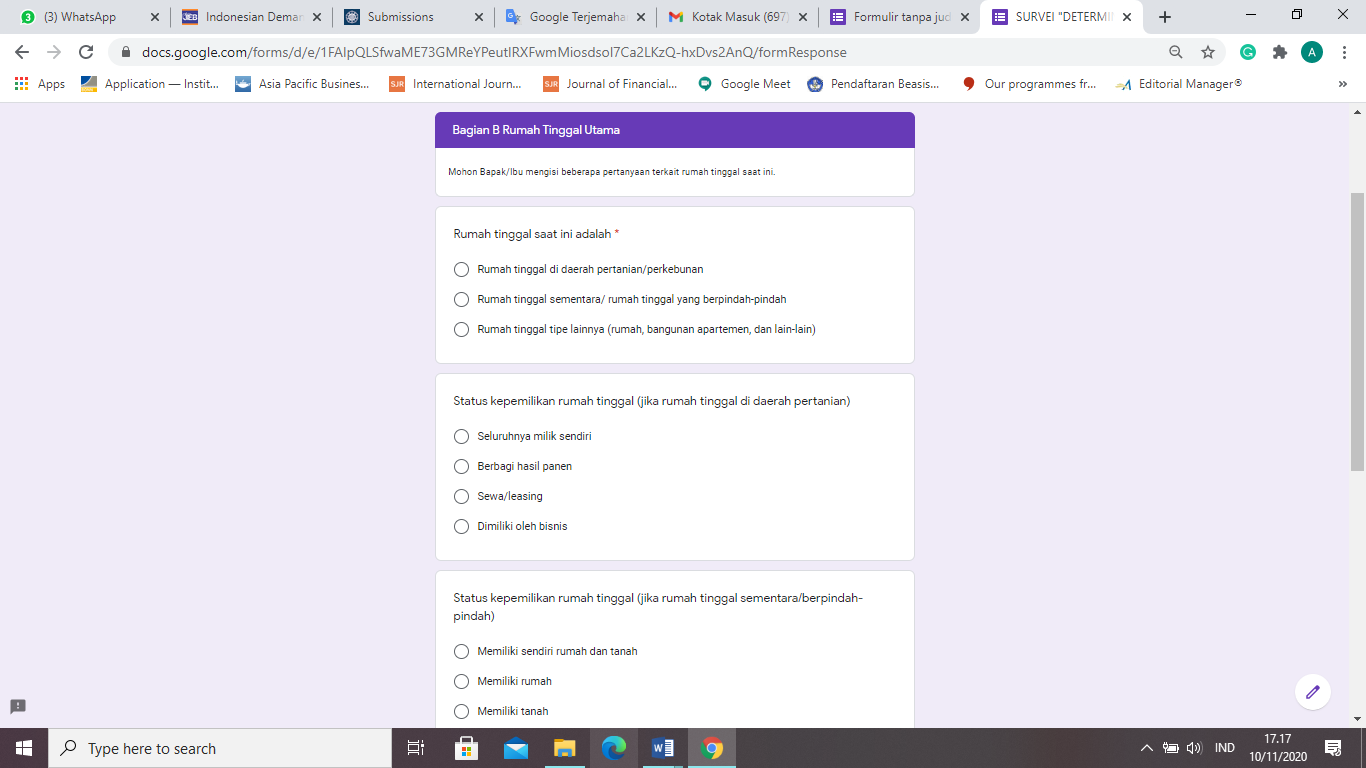 (3) WhatsApp
Indonesian Deman
Submissions
Google Terjemaha
Kotak Masuk (697)
Formulir tanpa jud
SURVEI "DETERMI
docs.google.com/forms/d/e/1FAIpQLSfwaME73GMReYPeutIRXFwmMiosdsoI7Ca2LKzQ-hxDvs2AnQ/formResponse
A
Apps
Application — Instit...
Asia Pacific Busines...
International Journ...
Journal of Financial...
Google Meet
Pendaftaran Beasis...
Our programmes fr...
Editorial Manager®
Bagian B Rumah Tinggal Utama
Mohon Bapak/Ibu mengisi beberapa pertanyaan terkait rumah tinggal saat ini.
Rumah tinggal saat ini adalah *
Rumah tinggal di daerah pertanian/perkebunan
Rumah tinggal sementara/ rumah tinggal yang berpindah-pindah
Rumah tinggal tipe lainnya (rumah, bangunan apartemen, dan lain-lain)
Status kepemilikan rumah tinggal (jika rumah tinggal di daerah pertanian)
Seluruhnya milik sendiri
Berbagi hasil panen
Sewa/leasing
Dimiliki oleh bisnis
Status kepemilikan rumah tinggal (jika rumah tinggal sementara/berpindah-
pindah)
Memiliki sendiri rumah dan tanah
Memiliki rumah
Memiliki tanah
Type here to search
IND
17.17
10/11/2020